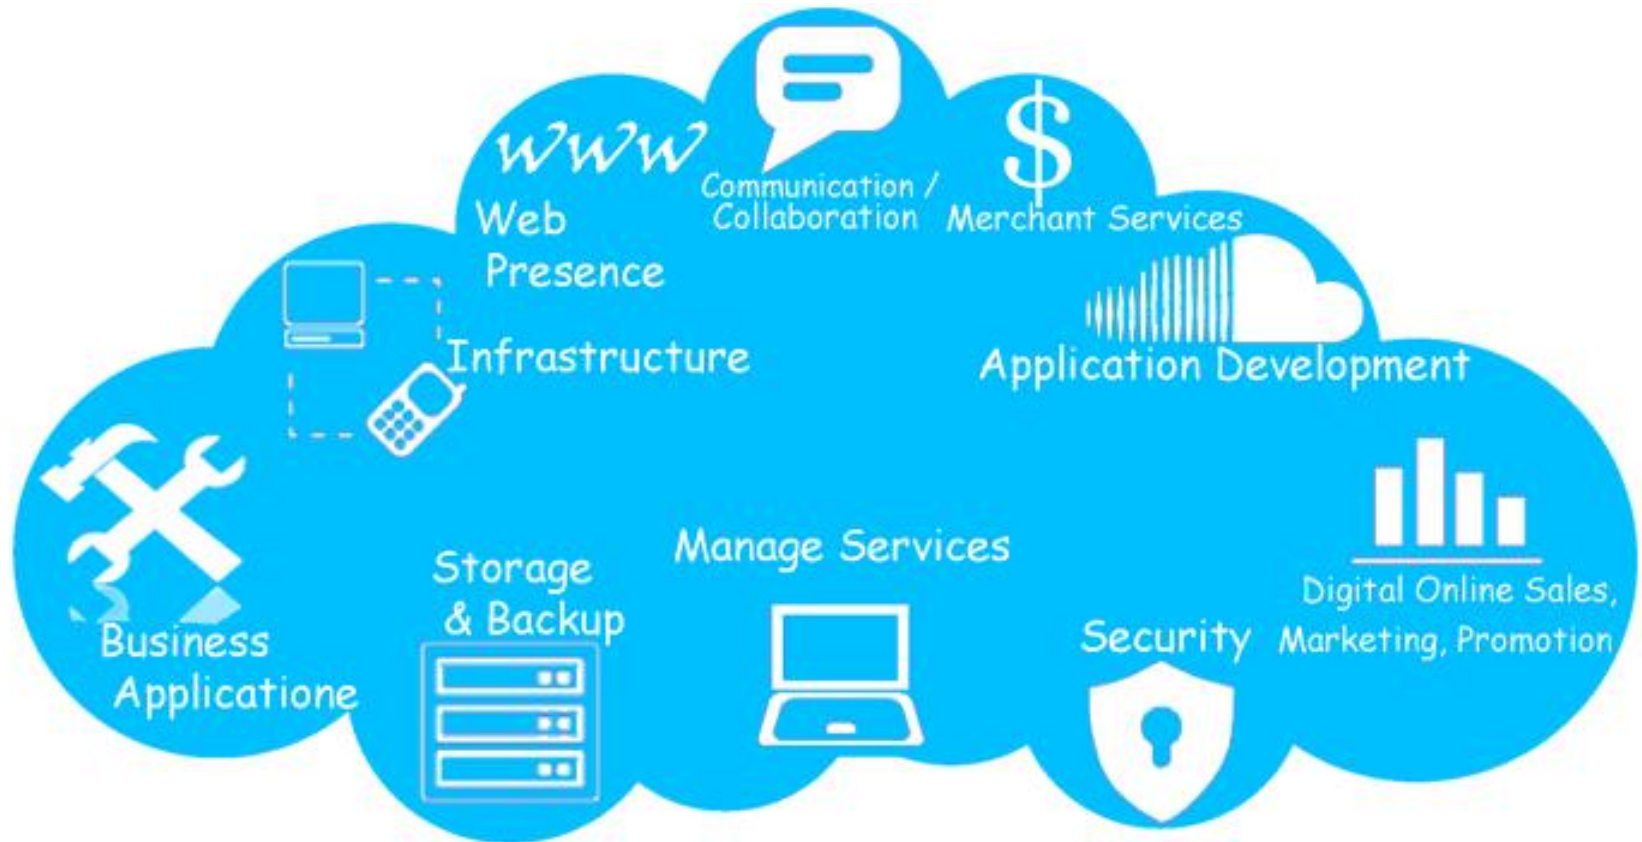 www
Web
Presence
Communication /
Collaboration
$
Merchant Services
Infrastructure
Application Development
Business
Applicatione
Storage
& Backup
Manage Services
Security
Digital Online Sales,
Marketing, Promotion